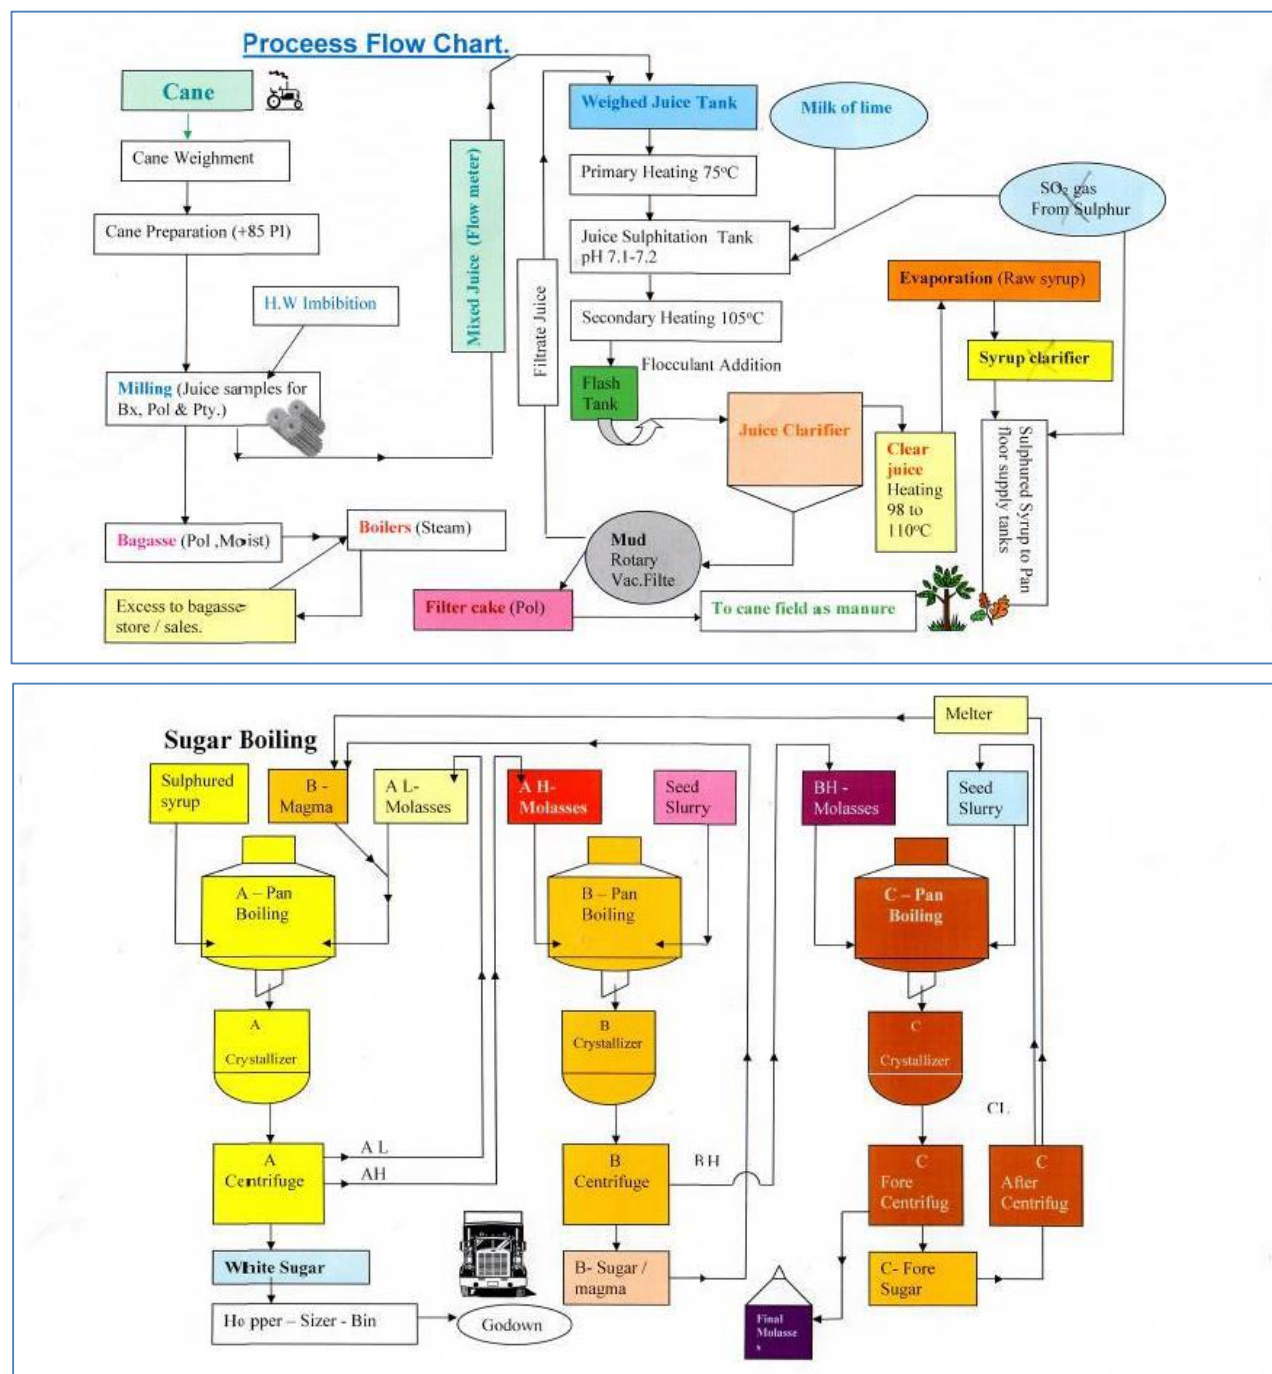 Proceess Flow Chart.
Cane
Cane Weighment
Cane Preparation (+85 PI)
H.W Imbibition
Milling (Juice samples for
Bx, Pol & Pty.)
Bagasse (Pol ,Moist)
Boilers (Steam)
Excess to bagasse
store / sales.
Mixed Juice (Flow meter)
Filtrate Juice
Weighed Juice Tank
Milk of lime
Primary Heating 75ºC
SO₂ gas
From Sulphur
Juice Sulphitation Tank
pH 7.1-7.2
Secondary Heating 105ºC
Flocculant Addition
Flash
Tank
Juice Clarifier
Clear
juice
Heating
98 to
110ºC
Evaporation (Raw syrup)
Syrup clarifier
Sulphured Syrup to Pan
floor supply tanks
Mud
Rotary
Vac.Filte
Filter cake (Pol)
To cane field as manure
Sugar Boiling
Melter
Sulphured
syrup
B -
Magma
A L-
Molasses
A H-
Molasses
Seed
Slurry
BH -
Molasses
Seed
Slurry
A – Pan
Boiling
B – Pan
Boiling
C – Pan
Boiling
A
Crystallizer
B
Crystallizer
C
Crystallizer
A
Centrifuge
A L
AH
B
Centrifuge
BH
CL
C
Fore
Centrifug
C
After
Centrifug
White Sugar
B- Sugar /
magma
C- Fore
Sugar
Hopper – Sizer - Bin
Godown
Final
Molasse
s